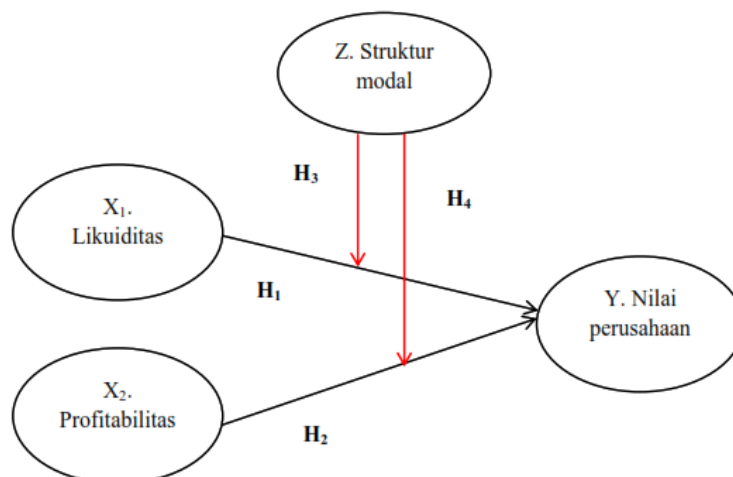 Z. Struktur
modal
H₃
H₄
X₁.
Likuiditas
H₁
Y. Nilai
perusahaan
X₂.
Profitabilitas
H₂